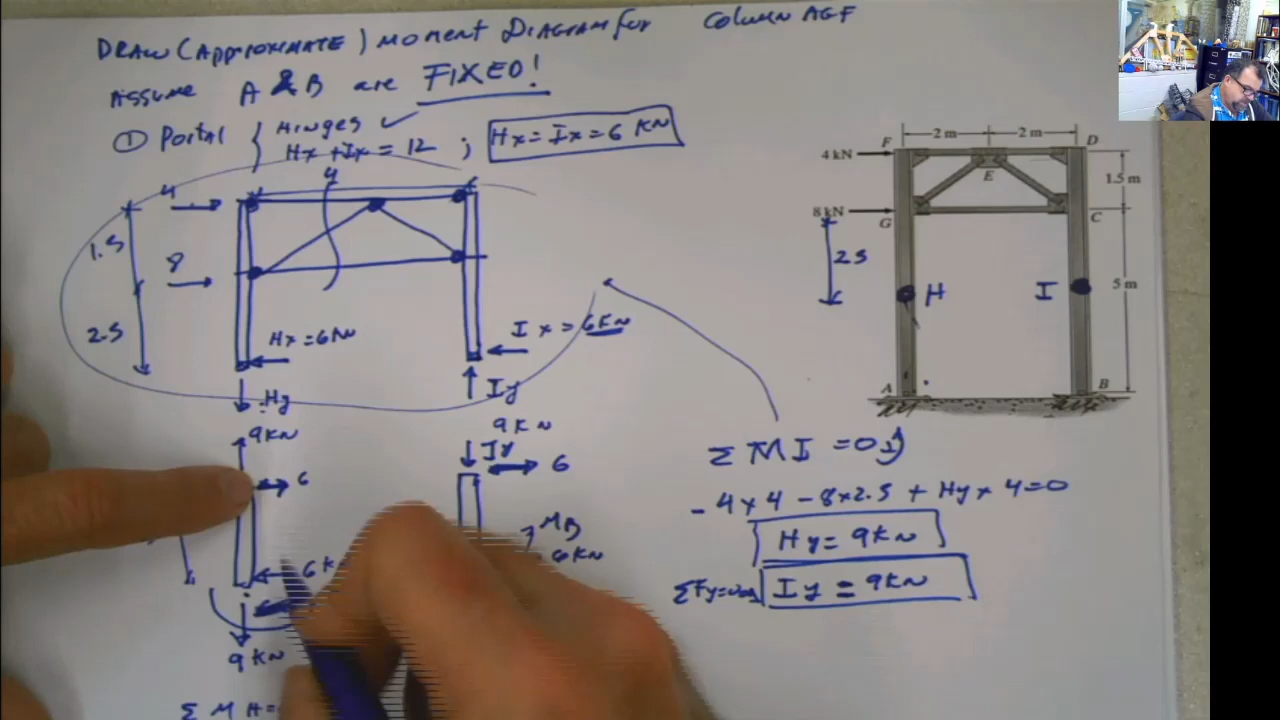 DRAW (APPROXIMATE) MOMENT DIAGRAM for COLUMN AGF
ASSUME A & B are FIXED!
① Portal { HINGES ✓
Hx + Ix = 12 ; Hx = Ix = 6 KN
4
4
1.5
8
2.5
Hx = 6KN
I x = 6KN
Hy
Iy
9KN
6
6 K
9KN
Σ M H =
9KN
Iy
6
MB
6KN
F
2 m
2 m
D
4 kN
E
1.5 m
8 kN
G
C
2.5
H
I
5 m
A
B
Σ M I = 0
- 4 x 4 - 8 x 2.5 + Hy x 4 = 0
Hy = 9KN
ΣFy=0 Iy = 9KN